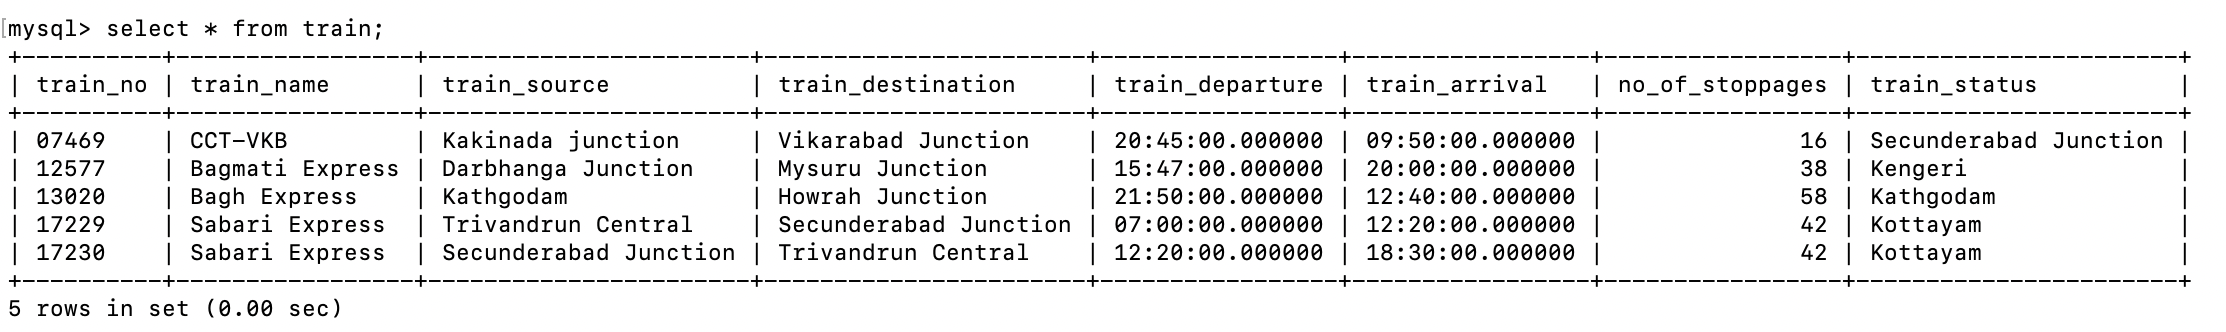 [mysql> select * from train;
+----------+-----------------+------------------------+------------------------+-----------------+-----------------+-----------------+-----------------------+
| train_no | train_name      | train_source           | train_destination      | train_departure | train_arrival   | no_of_stoppages | train_status          |
+----------+-----------------+------------------------+------------------------+-----------------+-----------------+-----------------+-----------------------+
| 07469    | CCT-VKB         | Kakinada junction      | Vikarabad Junction     | 20:45:00.000000 | 09:50:00.000000 |              16 | Secunderabad Junction |
| 12577    | Bagmati Express | Darbhanga Junction     | Mysuru Junction        | 15:47:00.000000 | 20:00:00.000000 |              38 | Kengeri               |
| 13020    | Bagh Express    | Kathgodam              | Howrah Junction        | 21:50:00.000000 | 12:40:00.000000 |              58 | Kathgodam             |
| 17229    | Sabari Express  | Trivandrun Central     | Secunderabad Junction  | 07:00:00.000000 | 12:20:00.000000 |              42 | Kottayam              |
| 17230    | Sabari Express  | Secunderabad Junction  | Trivandrun Central     | 12:20:00.000000 | 18:30:00.000000 |              42 | Kottayam              |
+----------+-----------------+------------------------+------------------------+-----------------+-----------------+-----------------+-----------------------+
5 rows in set (0.00 sec)